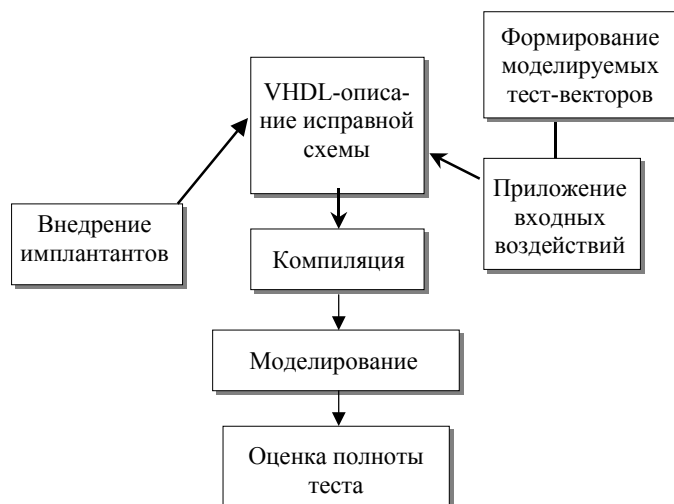 Формирование
моделируемых
тест-векторов
VHDL-описа-
ние исправной
схемы
Приложение
входных
воздействий
Внедрение
имплантантов
Компиляция
Моделирование
Оценка полноты
теста